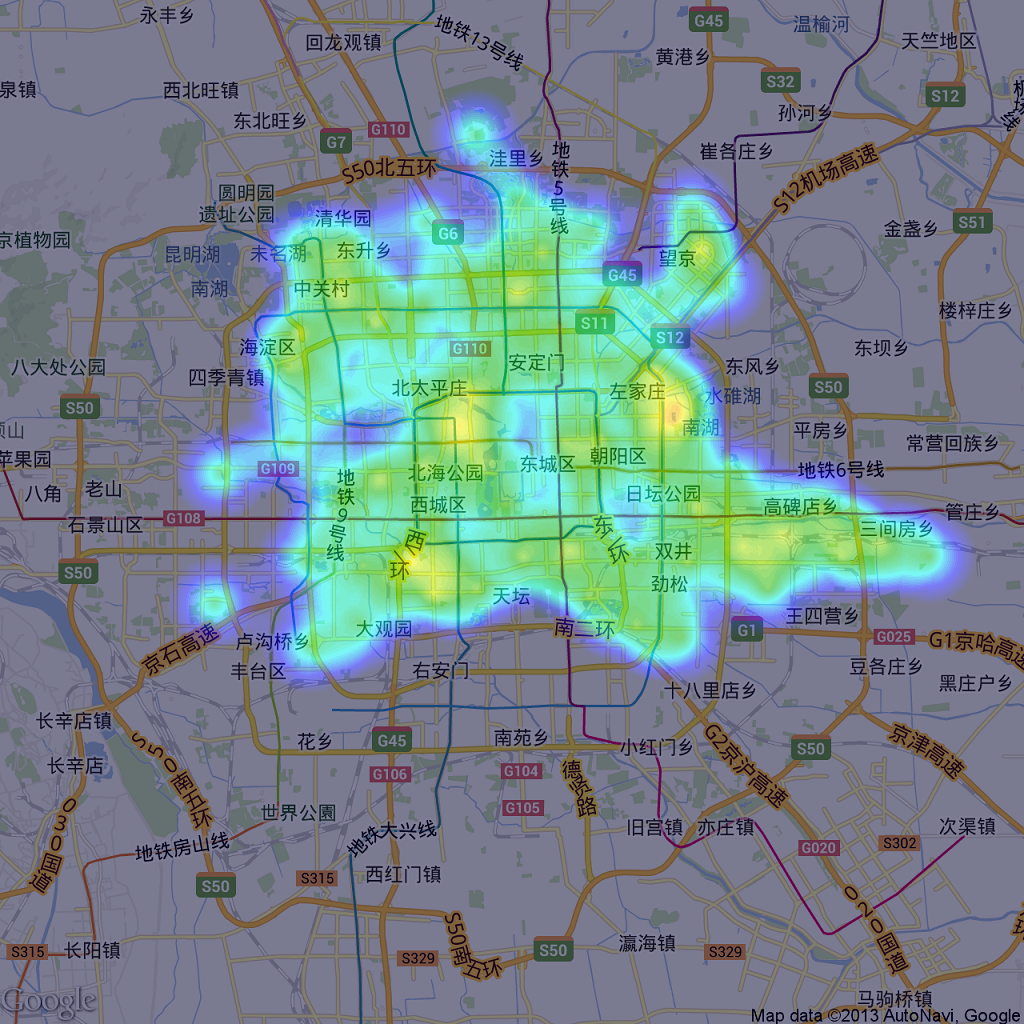 永丰乡
G45
温榆河
回龙观镇
地铁13号线
天竺地区
黄港乡
泉镇
西北旺镇
S32
S12
孙河乡
东北旺乡
G110
G7
洼里乡
地铁5号线
崔各庄乡
S50北五环
S12机场高速
圆明园
遗址公园
清华园
G6
S51
金盏乡
京植物园
昆明湖
未名湖
东升乡
望京
G45
南湖
中关村
楼梓庄乡
S11
S12
海淀区
G110
安定门
东坝乡
八大处公园
四季青镇
北太平庄
左家庄
东风乡
S50
水碓湖
S50
南湖
平房乡
常营回族乡
苹果园
G109
北海公园
东城区
朝阳区
地铁6号线
八角
老山
地铁9号线
西城区
日坛公园
高碑店乡
石景山区
G108
管庄乡
三间房乡
西二环
东二环
双井
S50
劲松
天坛
王四营乡
大观园
南二环
G1
G025
G1京哈高速
京石高速
卢沟桥乡
丰台区
右安门
豆各庄乡
黑庄户乡
十八里店乡
长辛店镇
花乡
G45
南苑乡
小红门乡
S50
京津高速
G2京沪高速
长辛店
S50南五环
G106
G104
德贤路
G105
030国道
世界公園
地铁大兴线
旧宫镇
亦庄镇
次渠镇
地铁房山线
G020
S302
S50
S315
西红门镇
020国道
S315
长阳镇
S329
S50南五环
S50
瀛海镇
S329
马驹桥镇
Google
Map data ©2013 AutoNavi, Google